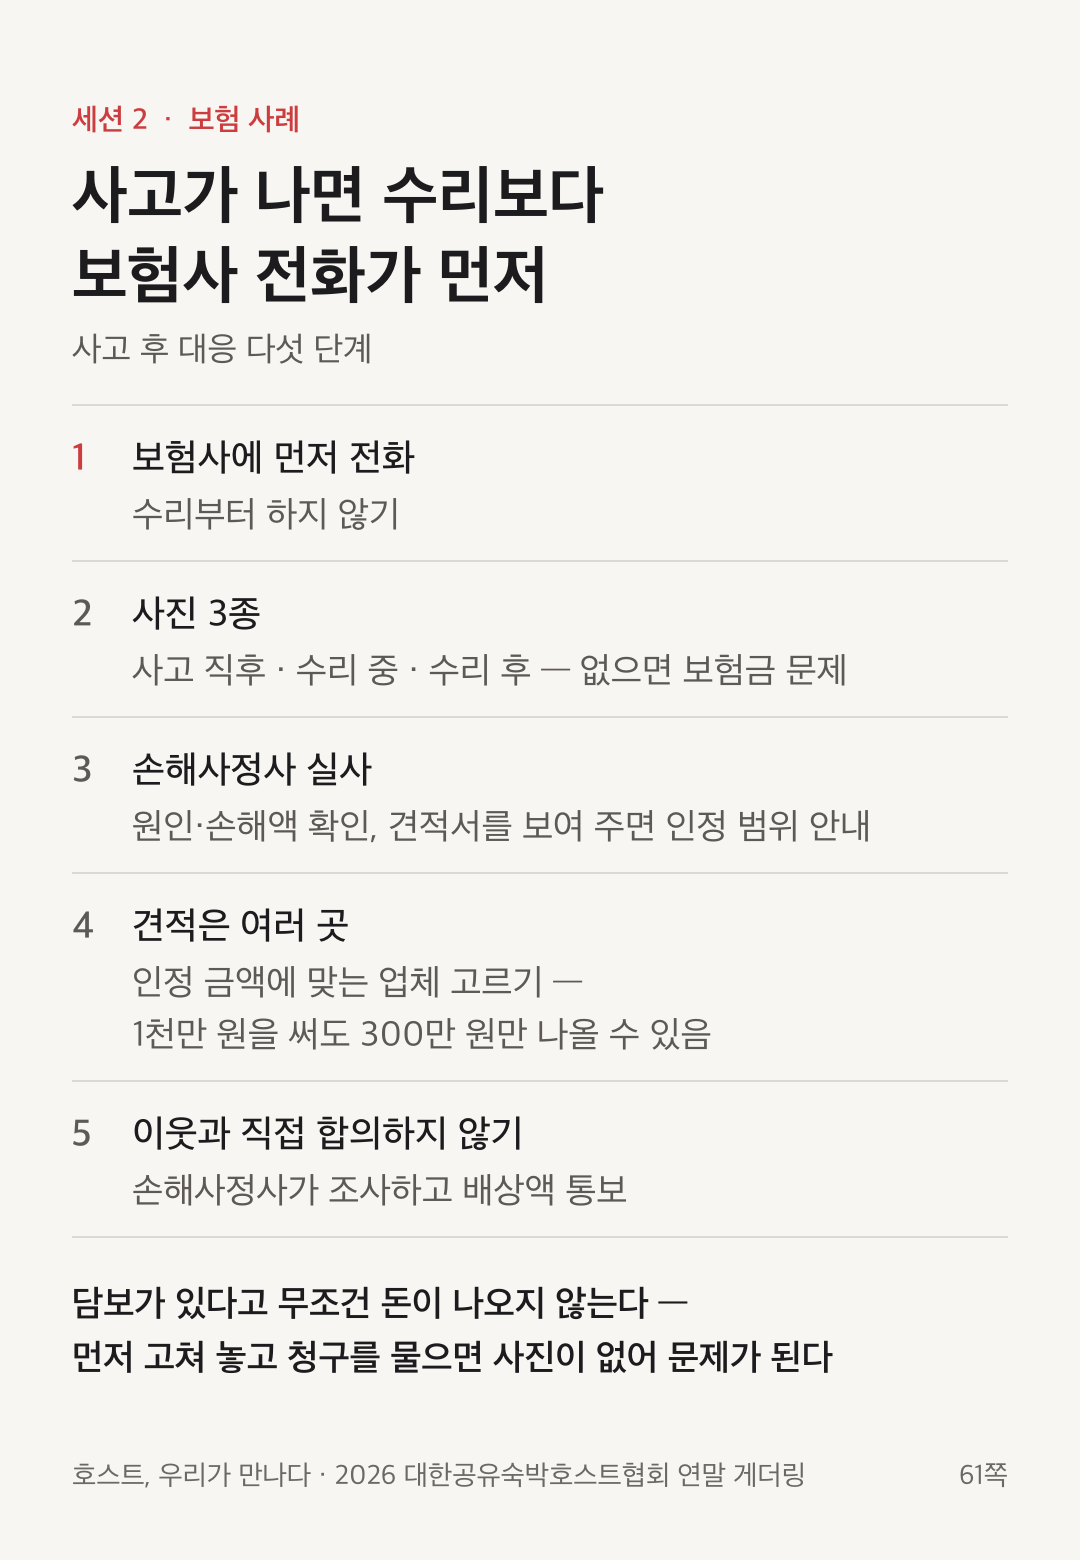 세션 2 · 보험 사례
사고가 나면 수리보다
보험사 전화가 먼저
사고 후 대응 다섯 단계
1 보험사에 먼저 전화
수리부터 하지 않기
2 사진 3종
사고 직후 · 수리 중 · 수리 후 — 없으면 보험금 문제
3 손해사정사 실사
원인·손해액 확인, 견적서를 보여 주면 인정 범위 안내
4 견적은 여러 곳
인정 금액에 맞는 업체 고르기 —
1천만 원을 써도 300만 원만 나올 수 있음
5 이웃과 직접 합의하지 않기
손해사정사가 조사하고 배상액 통보
담보가 있다고 무조건 돈이 나오지 않는다 —
먼저 고쳐 놓고 청구를 물으면 사진이 없어 문제가 된다
호스트, 우리가 만나다 · 2026 대한공유숙박호스트협회 연말 게더링 61쪽